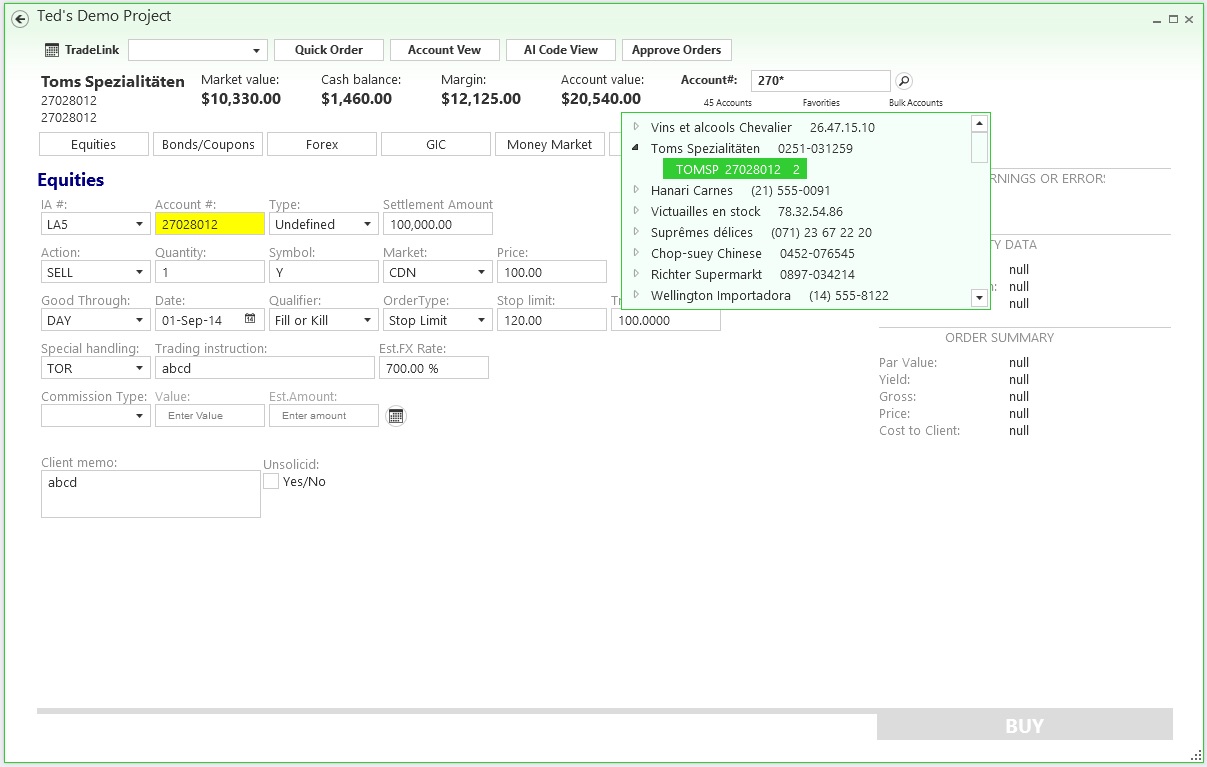 Ted's Demo Project
TradeLink Quick Order Account Vew AI Code View Approve Orders
Toms Spezialitäten Market value: Cash balance: Margin: Account value: Account#: 270*
27028012 $10,330.00 $1,460.00 $12,125.00 $20,540.00 45 Accounts Favorities Bulk Accounts
27028012
Equities Bonds/Coupons Forex GIC Money Market
Vins et alcools Chevalier 26.47.15.10
Toms Spezialitäten 0251-031259
TOMSP 27028012 2
Hanari Carnes (21) 555-0091
Victuailles en stock 78.32.54.86
Suprêmes délices (071) 23 67 22 20
Chop-suey Chinese 0452-076545
Richter Supermarkt 0897-034214
Wellington Importadora (14) 555-8122
Equities
IA #: Account #: Type: Settlement Amount
LA5 27028012 Undefined 100,000.00
Action: Quantity: Symbol: Market: Price:
SELL 1 Y CDN 100.00
Good Through: Date: Qualifier: OrderType: Stop limit:
DAY 01-Sep-14 Fill or Kill Stop Limit 120.00 100.0000
Special handling: Trading instruction: Est.FX Rate:
TOR abcd 700.00 %
Commission Type: Value: Est.Amount:
Enter Value Enter amount
Client memo: Unsolicid:
abcd Yes/No
RNINGS OR ERROR!
TY DATA
null
n: null
null
ORDER SUMMARY
Par Value: null
Yield: null
Gross: null
Price: null
Cost to Client: null
BUY